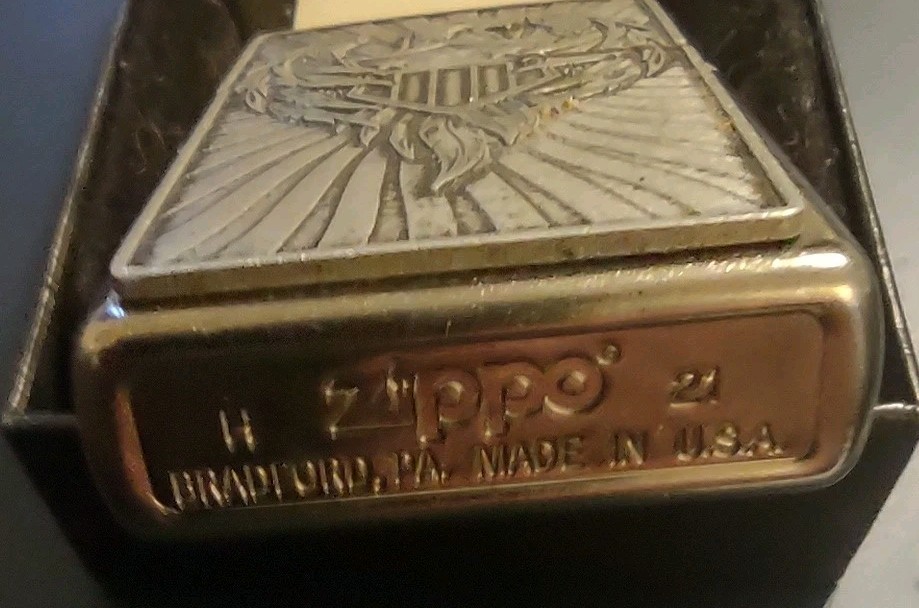 H Zippo® 21
BRADFORD, PA. MADE IN U.S.A.